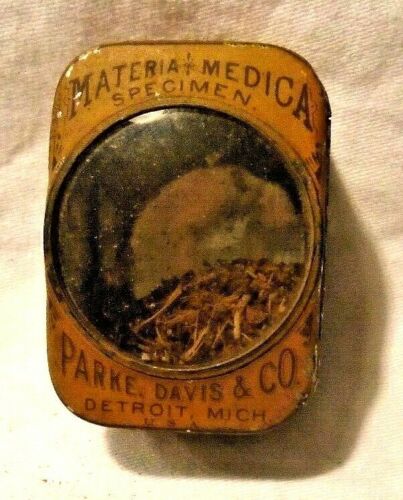 MATERIA MEDICA
SPECIMEN.
PARKE, DAVIS & CO.
DETROIT, MICH.
U.S.